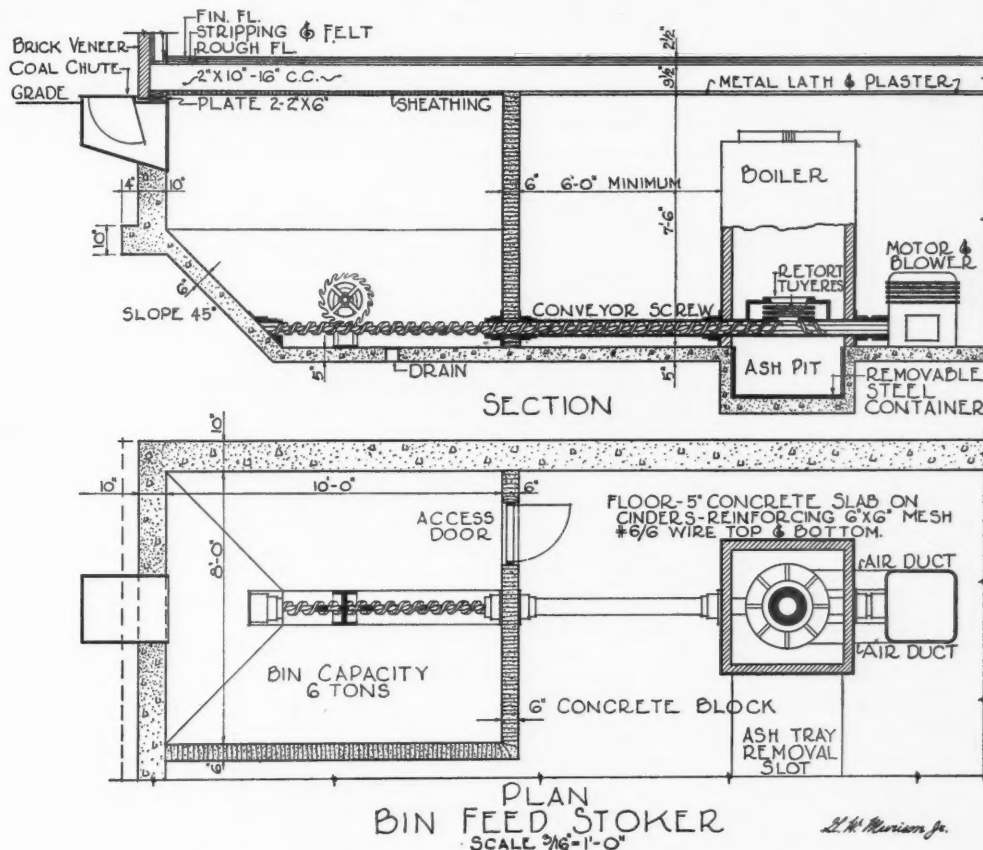 FIN. FL.
STRIPPING & FELT
ROUGH FL.
BRICK VENEER
COAL CHUTE
GRADE
2"X10"-16" C.C.
PLATE 2-2"X6"
SHEATHING
2½"
9½"
METAL LATH & PLASTER
4"
10"
6"
6'-0" MINIMUM
7'-6"
BOILER
10"
6"
SLOPE 45°
MOTOR &
BLOWER
RETORT
TUYERES
CONVEYOR SCREW
5"
DRAIN
5"
ASH PIT
REMOVABLE
STEEL
CONTAINER
SECTION
10"
10"
10'-0"
6"
8'-0"
ACCESS
DOOR
FLOOR-5" CONCRETE SLAB ON
CINDERS-REINFORCING 6"X6" MESH
#6/6 WIRE TOP & BOTTOM.
AIR DUCT
AIR DUCT
BIN CAPACITY
6 TONS
6" CONCRETE BLOCK
6"
ASH TRAY
REMOVAL
SLOT
PLAN
BIN FEED STOKER
SCALE 3/16"=1'-0"